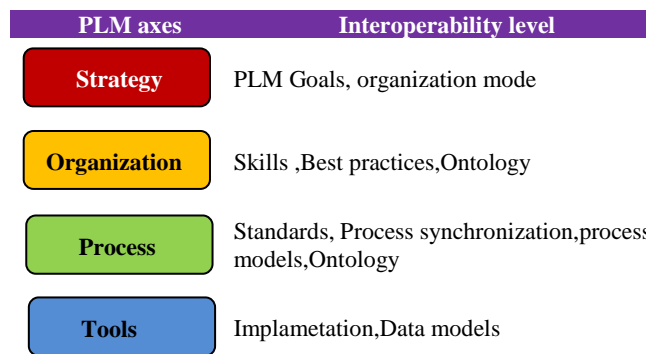 PLM axes Interoperability level
Strategy PLM Goals, organization mode
Organization Skills ,Best practices,Ontology
Process Standards, Process synchronization,process
models,Ontology
Tools Implametation,Data models